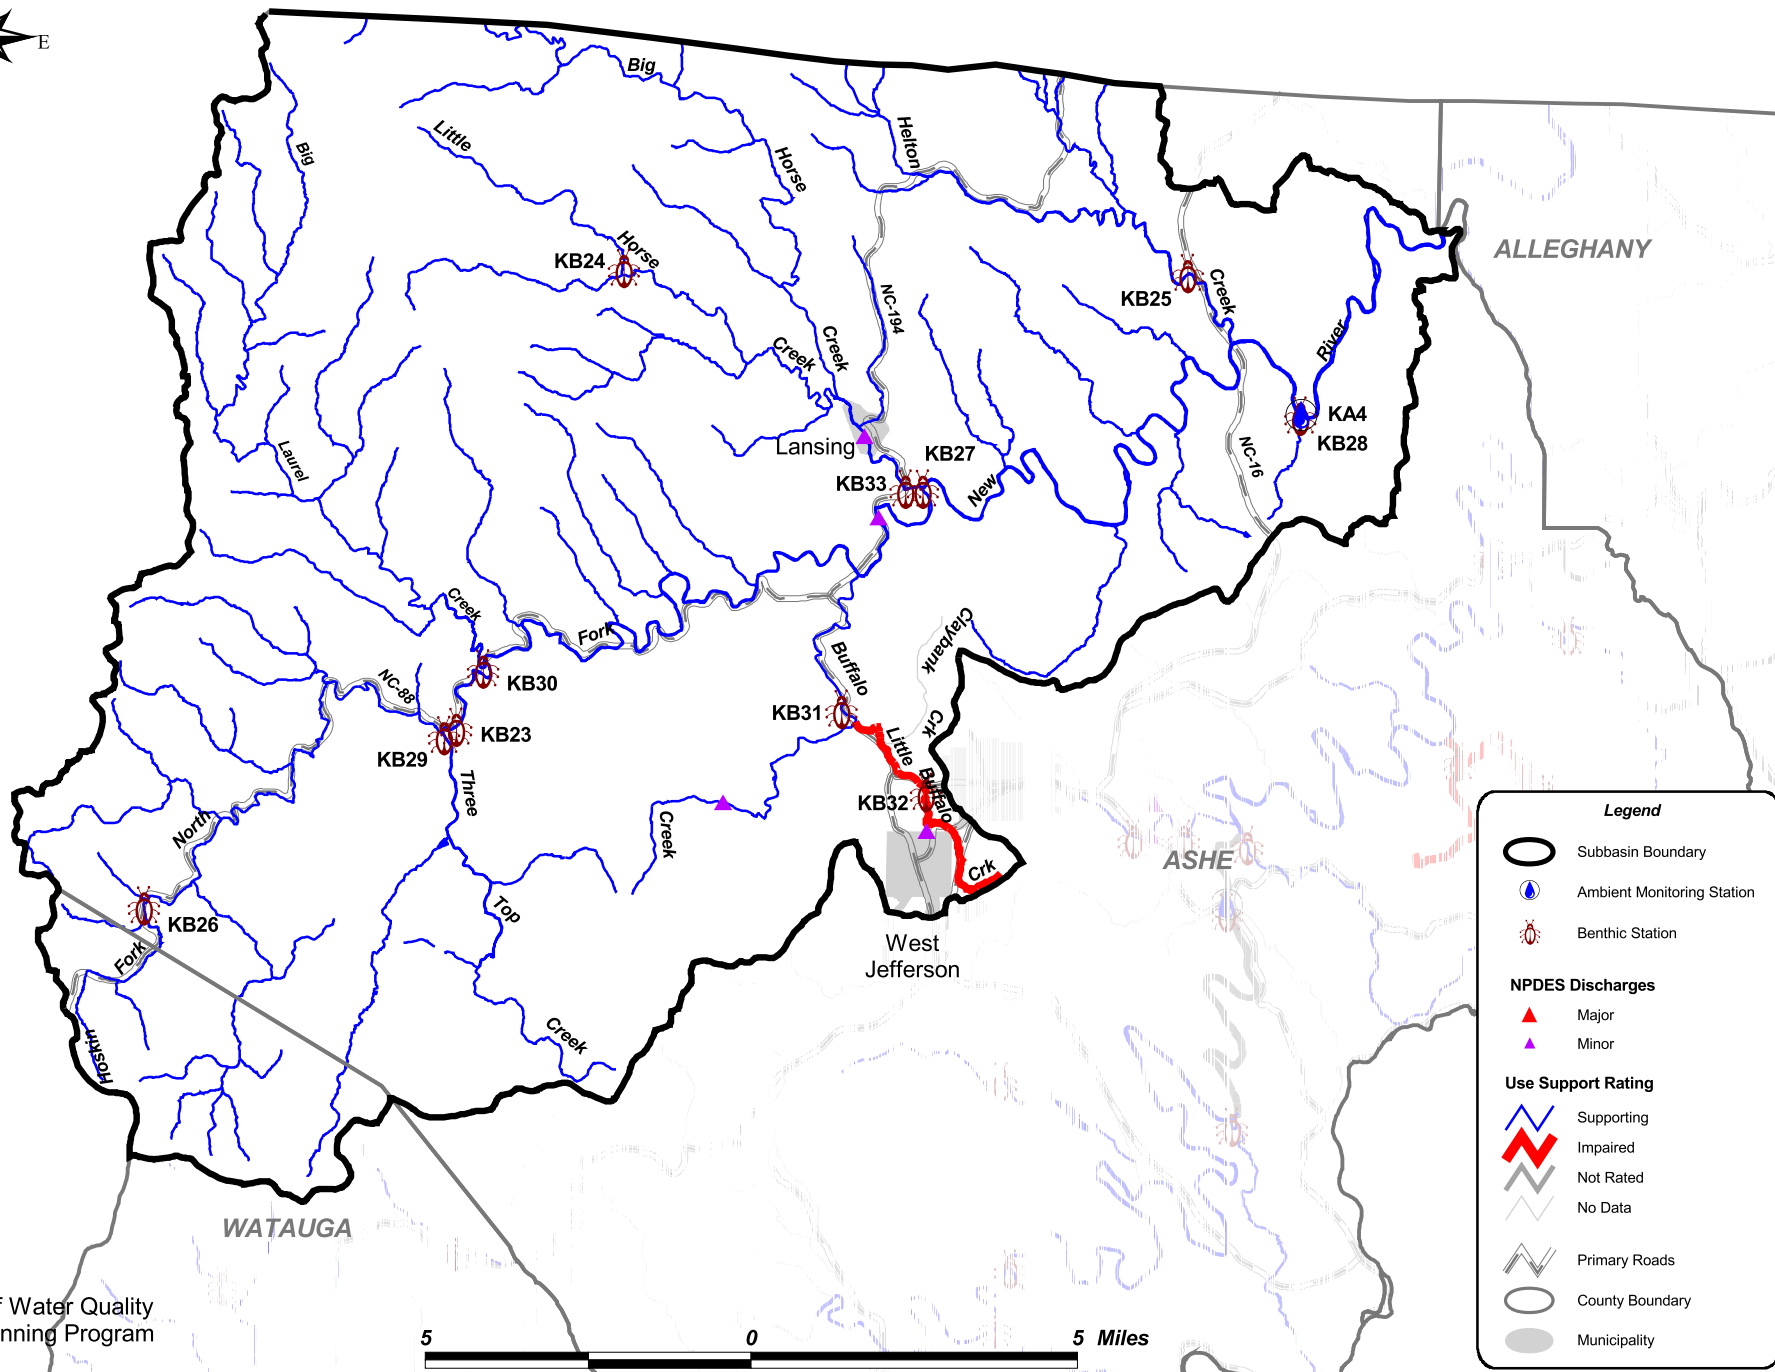 E
Big
Little
Big
Horse
Helton
Horse
KB24
KB25
Creek
ALLEGHANY
NC-194
Creek
Creek
River
KA4
KB28
Lansing
KB27
KB33
New
NC-16
Laurel
Creek
Fork
Claybank
Buffalo
KB30
NC-88
KB31
KB23
KB29
Crk
Little
Buffalo
Three
KB32
North
Creek
Crk
ASHE
Top
KB26
Fork
West
Jefferson
Hoskin
Creek
WATAUGA
f Water Quality
nning Program
5 0 5 Miles
Legend
Subbasin Boundary
Ambient Monitoring Station
Benthic Station
NPDES Discharges
Major
Minor
Use Support Rating
Supporting
Impaired
Not Rated
No Data
Primary Roads
County Boundary
Municipality